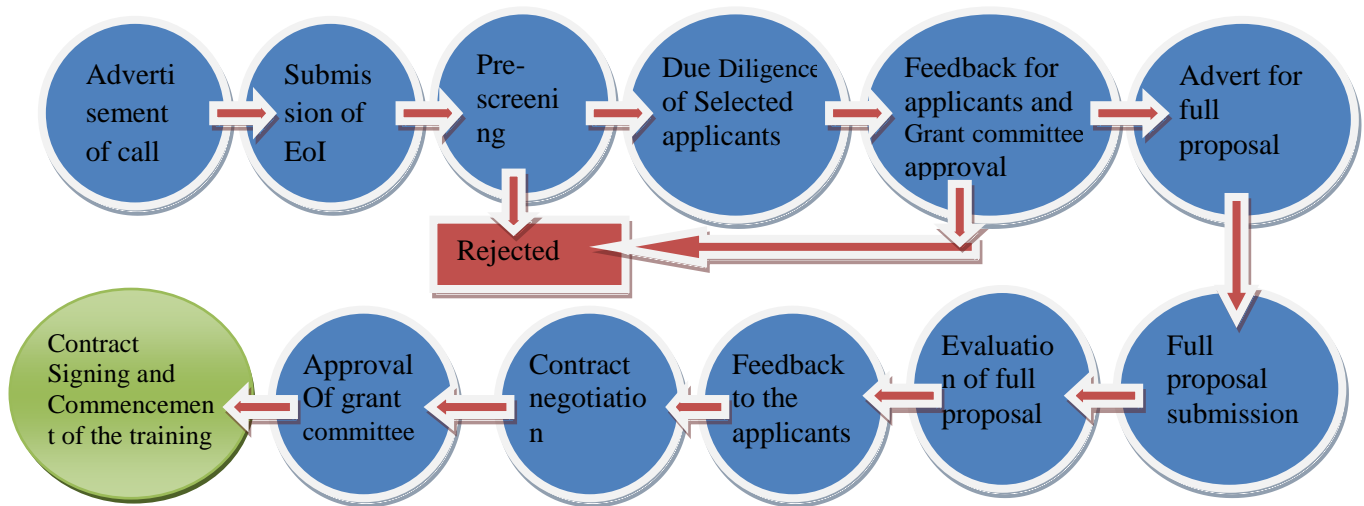 Adverti
sement
of call
Submis
sion of
EoI
Pre-
screeni
ng
Due Diligence
of Selected
applicants
Feedback for
applicants and
Grant committee
approval
Advert for
full
proposal
Rejected
Contract
Signing and
Commencemen
t of the training
Approval
Of grant
committee
Contract
negotiatio
n
Feedback
to the
applicants
Evaluatio
n of full
proposal
Full
proposal
submission